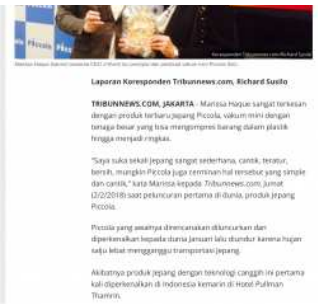 Piccola
Laporan Koresponden Tribunnews.com, Richard Susilo
TRIBUNNEWS.COM, JAKARTA - Marissa Haque sangat terkesan
dengan produk terbaru Jepang Piccola, vakum mini dengan
tenaga besar yang bisa mengompres barang dalam plastik
hingga menjadi ringkas.
"Saya suka sekali Jepang sangat sederhana, cantik, teratur,
bersih, mungkin Piccola juga cerminan hal tersebut yang simple
dan cantik," kata Marissa kepada Tribunnews.com Jumat
(2/2/2018) saat peluncuran pertama di dunia, produk Jepang
Piccola.
Piccola yang awalnya direncanakan diluncurkan dan
diperkenalkan kepada dunia Januari lalu diundur karena hujan
salju lebat mengganggu transportasi Jepang.
Akibatnya produk Jepang dengan teknologi canggih ini pertama
kali diperkenalkan di Indonesia kemarin di Hotel Pullman
Thamrin.